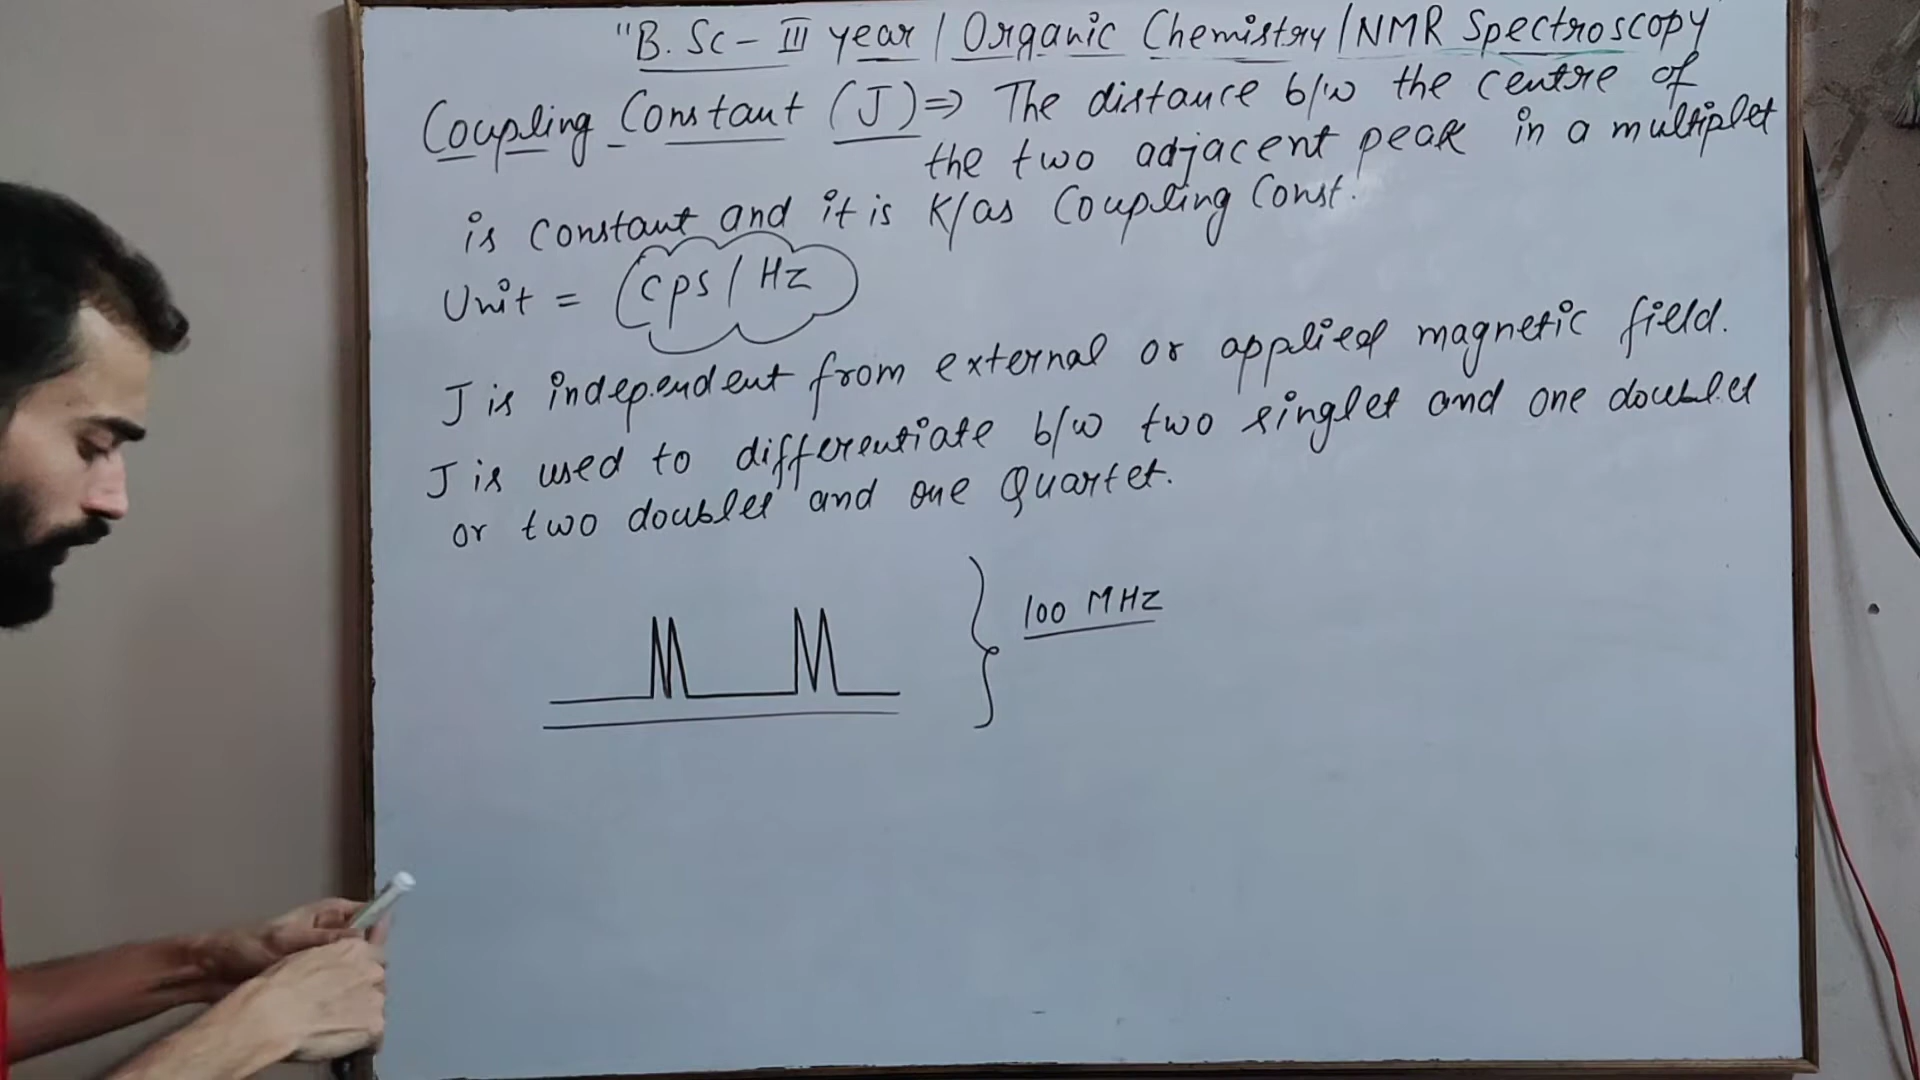 "B. Sc - III year / Organic Chemistry / NMR Spectroscopy
Coupling Constant (J) => The distance b/w the centre of
the two adjacent peak in a multiplet
is constant and it is K/as Coupling Const.
Unit = (cps / Hz
J is independent from external or applied magnetic field.
J is used to differentiate b/w two singlet and one doublet
or two doublet and one Quartet.
100 MHz